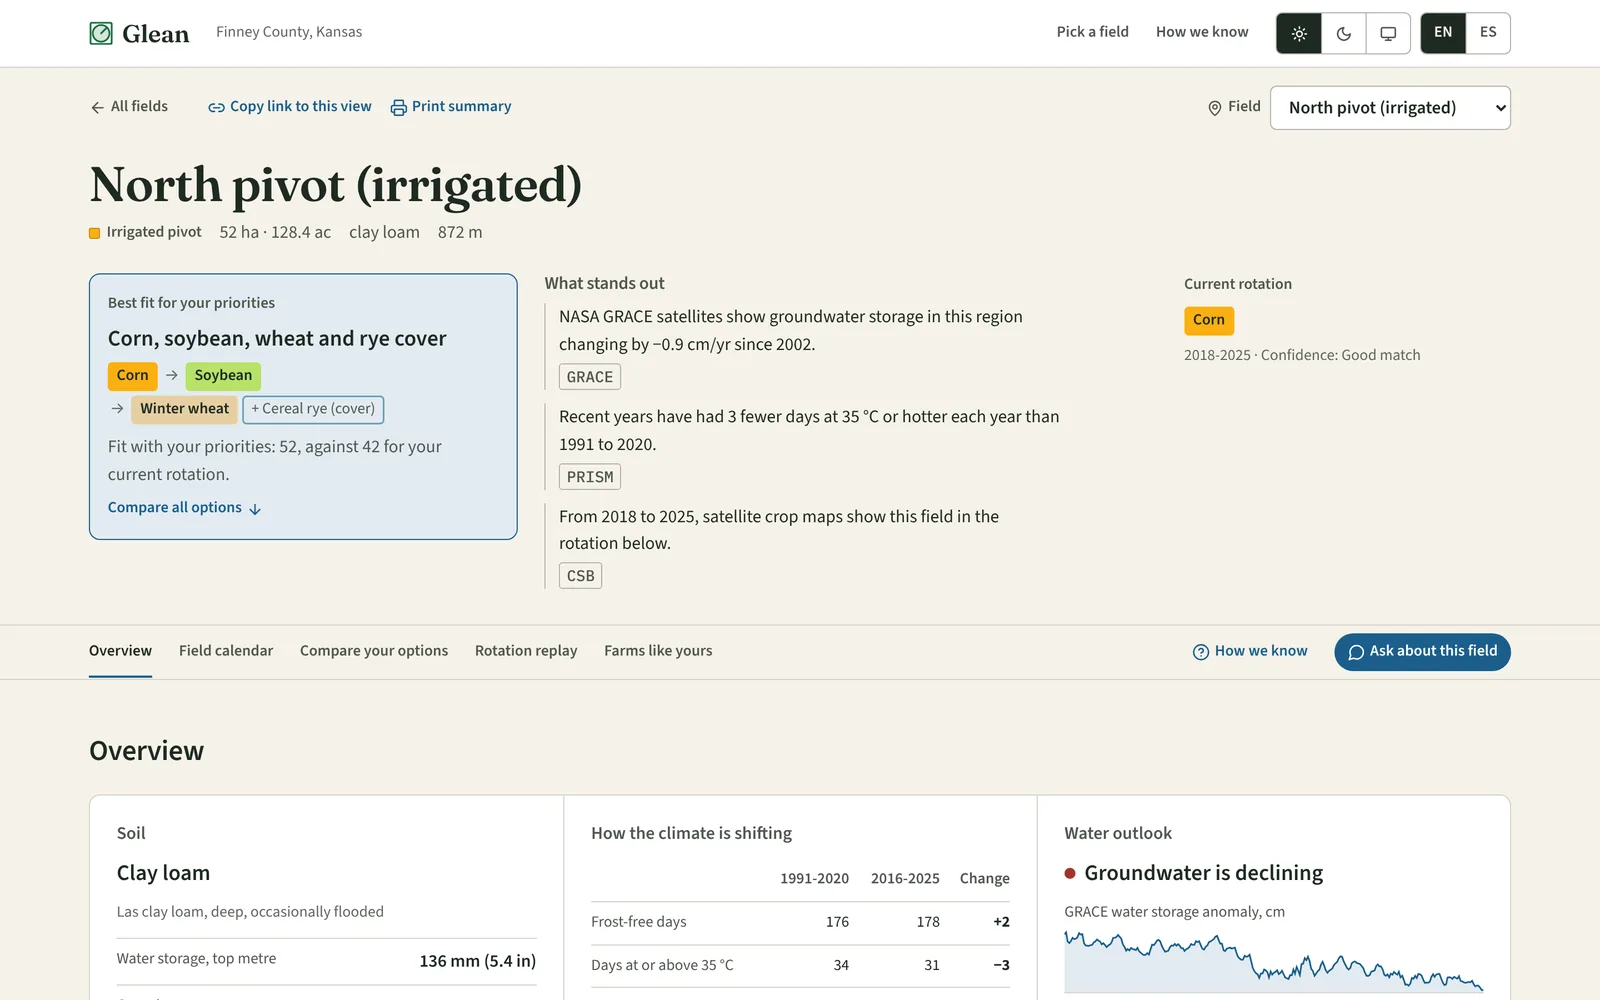 Glean
Finney County, Kansas
Pick a field
How we know
EN
ES
All fields
Copy link to this view
Print summary
Field
North pivot (irrigated)
North pivot (irrigated)
Irrigated pivot
52 ha · 128.4 ac
clay loam
872 m
Best fit for your priorities
Corn, soybean, wheat and rye cover
Corn → Soybean
→ Winter wheat + Cereal rye (cover)
Fit with your priorities: 52, against 42 for your
current rotation.
Compare all options ↓
What stands out
NASA GRACE satellites show groundwater storage in this region
changing by −0.9 cm/yr since 2002.
GRACE
Recent years have had 3 fewer days at 35 °C or hotter each year than
1991 to 2020.
PRISM
From 2018 to 2025, satellite crop maps show this field in the
rotation below.
CSB
Current rotation
Corn
2018-2025 · Confidence: Good match
Overview
Field calendar
Compare your options
Rotation replay
Farms like yours
How we know
Ask about this field
Overview
Soil
Clay loam
Las clay loam, deep, occasionally flooded
Water storage, top metre 136 mm (5.4 in)
How the climate is shifting
1991-2020 2016-2025 Change
Frost-free days 176 178 +2
Days at or above 35 °C 34 31 −3
Water outlook
Groundwater is declining
GRACE water storage anomaly, cm